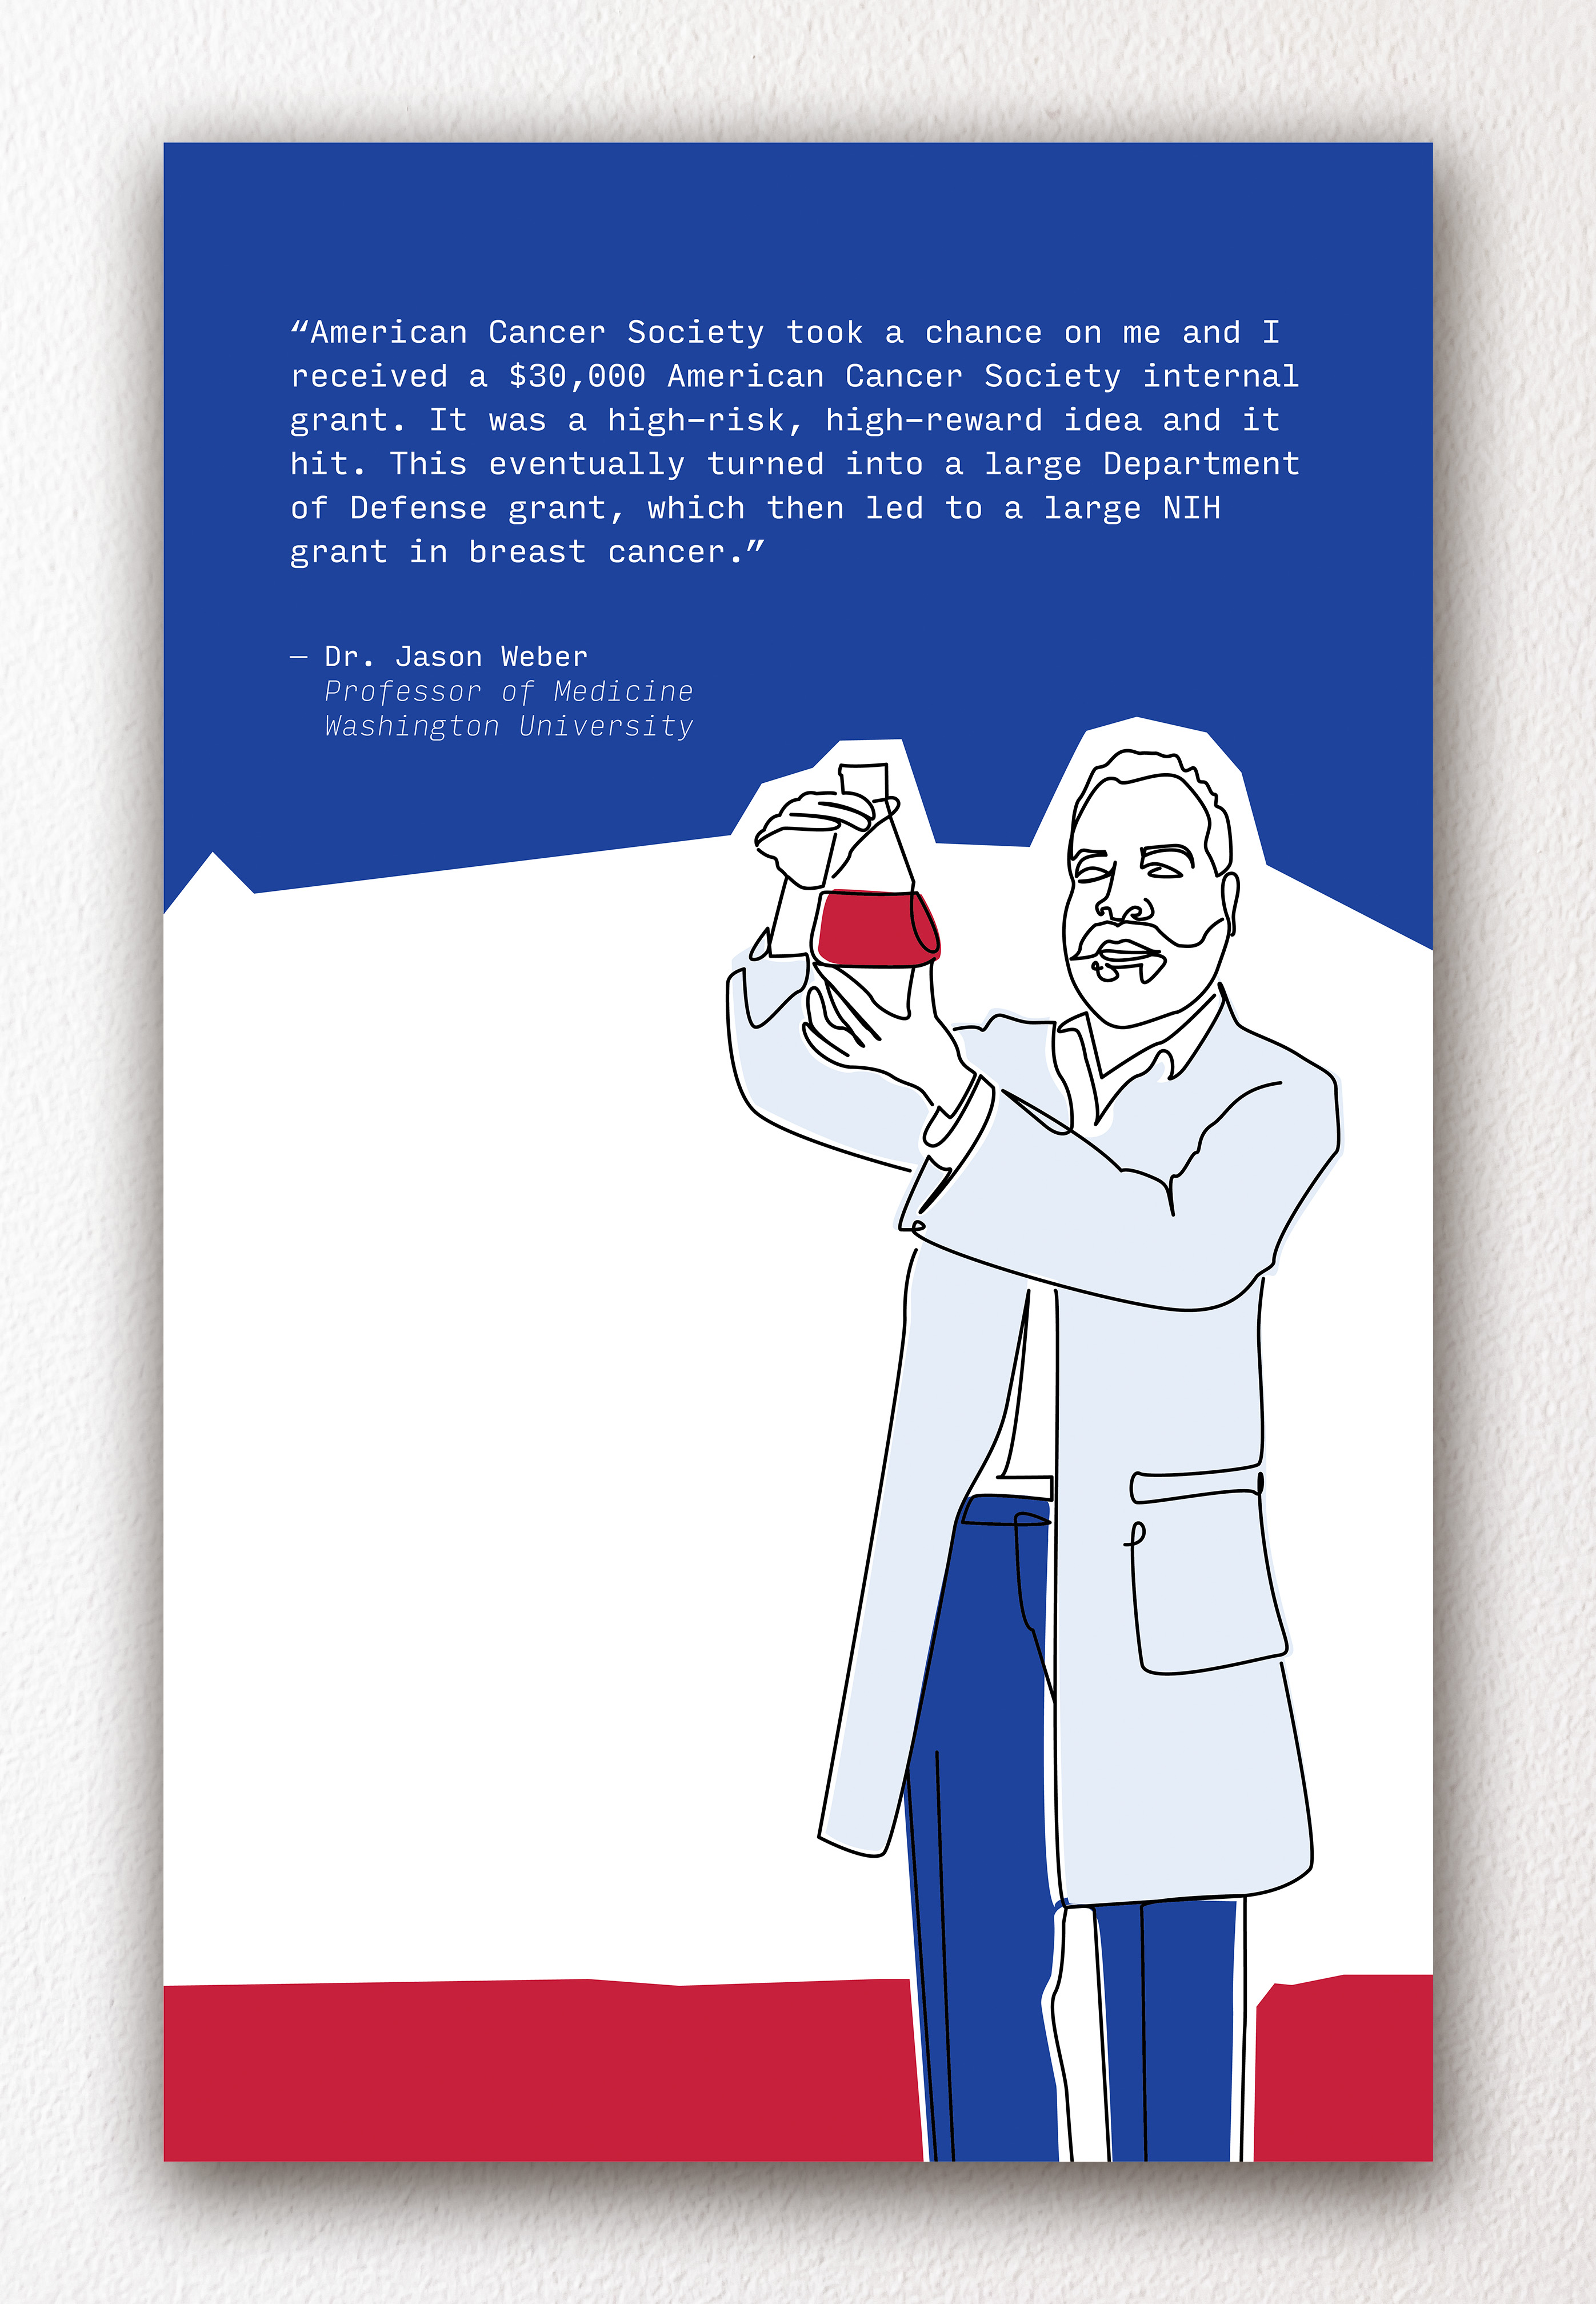 “American Cancer Society took a chance on me and I
received a $30,000 American Cancer Society internal
grant. It was a high–risk, high–reward idea and it
hit. This eventually turned into a large Department
of Defense grant, which then led to a large NIH
grant in breast cancer.”
— Dr. Jason Weber
Professor of Medicine
Washington University